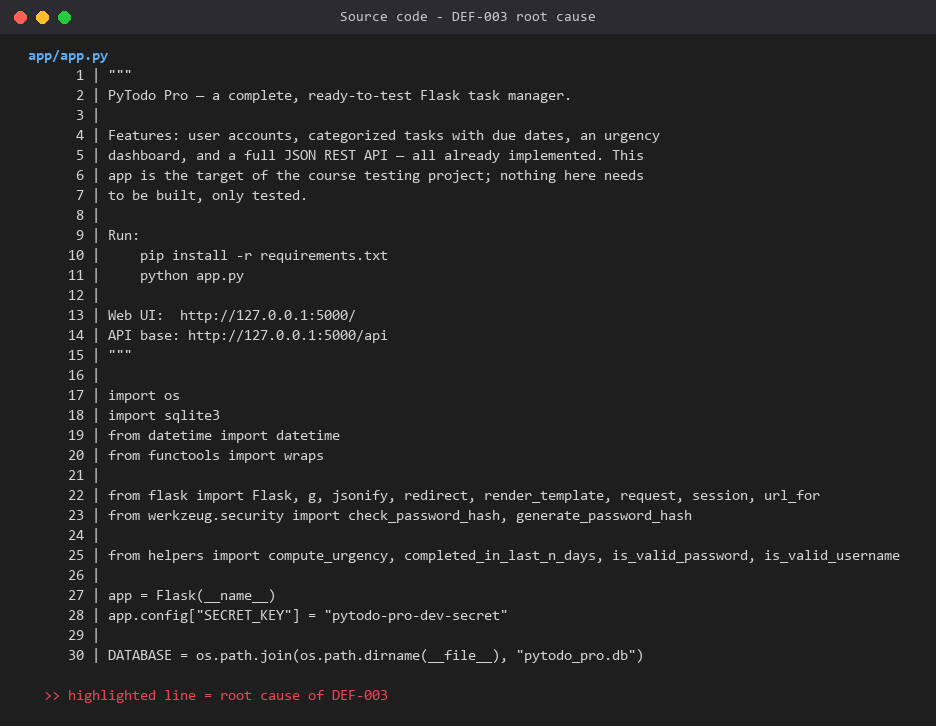 Source code - DEF-003 root cause
app/app.py
1 | """
2 | PyTodo Pro — a complete, ready-to-test Flask task manager.
3 |
4 | Features: user accounts, categorized tasks with due dates, an urgency
5 | dashboard, and a full JSON REST API — all already implemented. This
6 | app is the target of the course testing project; nothing here needs
7 | to be built, only tested.
8 |
9 | Run:
10 |     pip install -r requirements.txt
11 |     python app.py
12 |
13 | Web UI:  http://127.0.0.1:5000/
14 | API base: http://127.0.0.1:5000/api
15 | """
16 |
17 | import os
18 | import sqlite3
19 | from datetime import datetime
20 | from functools import wraps
21 |
22 | from flask import Flask, g, jsonify, redirect, render_template, request, session, url_for
23 | from werkzeug.security import check_password_hash, generate_password_hash
24 |
25 | from helpers import compute_urgency, completed_in_last_n_days, is_valid_password, is_valid_username
26 |
27 | app = Flask(__name__)
28 | app.config["SECRET_KEY"] = "pytodo-pro-dev-secret"
29 |
30 | DATABASE = os.path.join(os.path.dirname(__file__), "pytodo_pro.db")
>> highlighted line = root cause of DEF-003